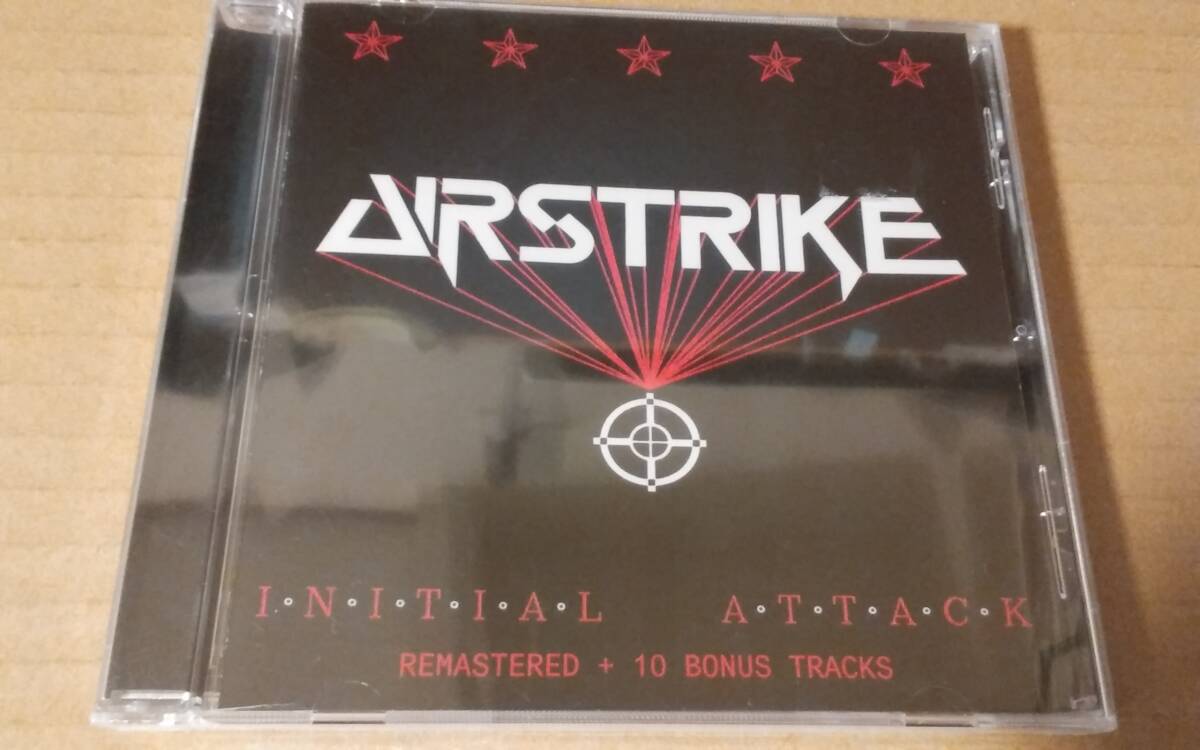 AIRSTRIKE
I·N·I·T·I·A·L A·T·T·A·C·K
REMASTERED + 10 BONUS TRACKS